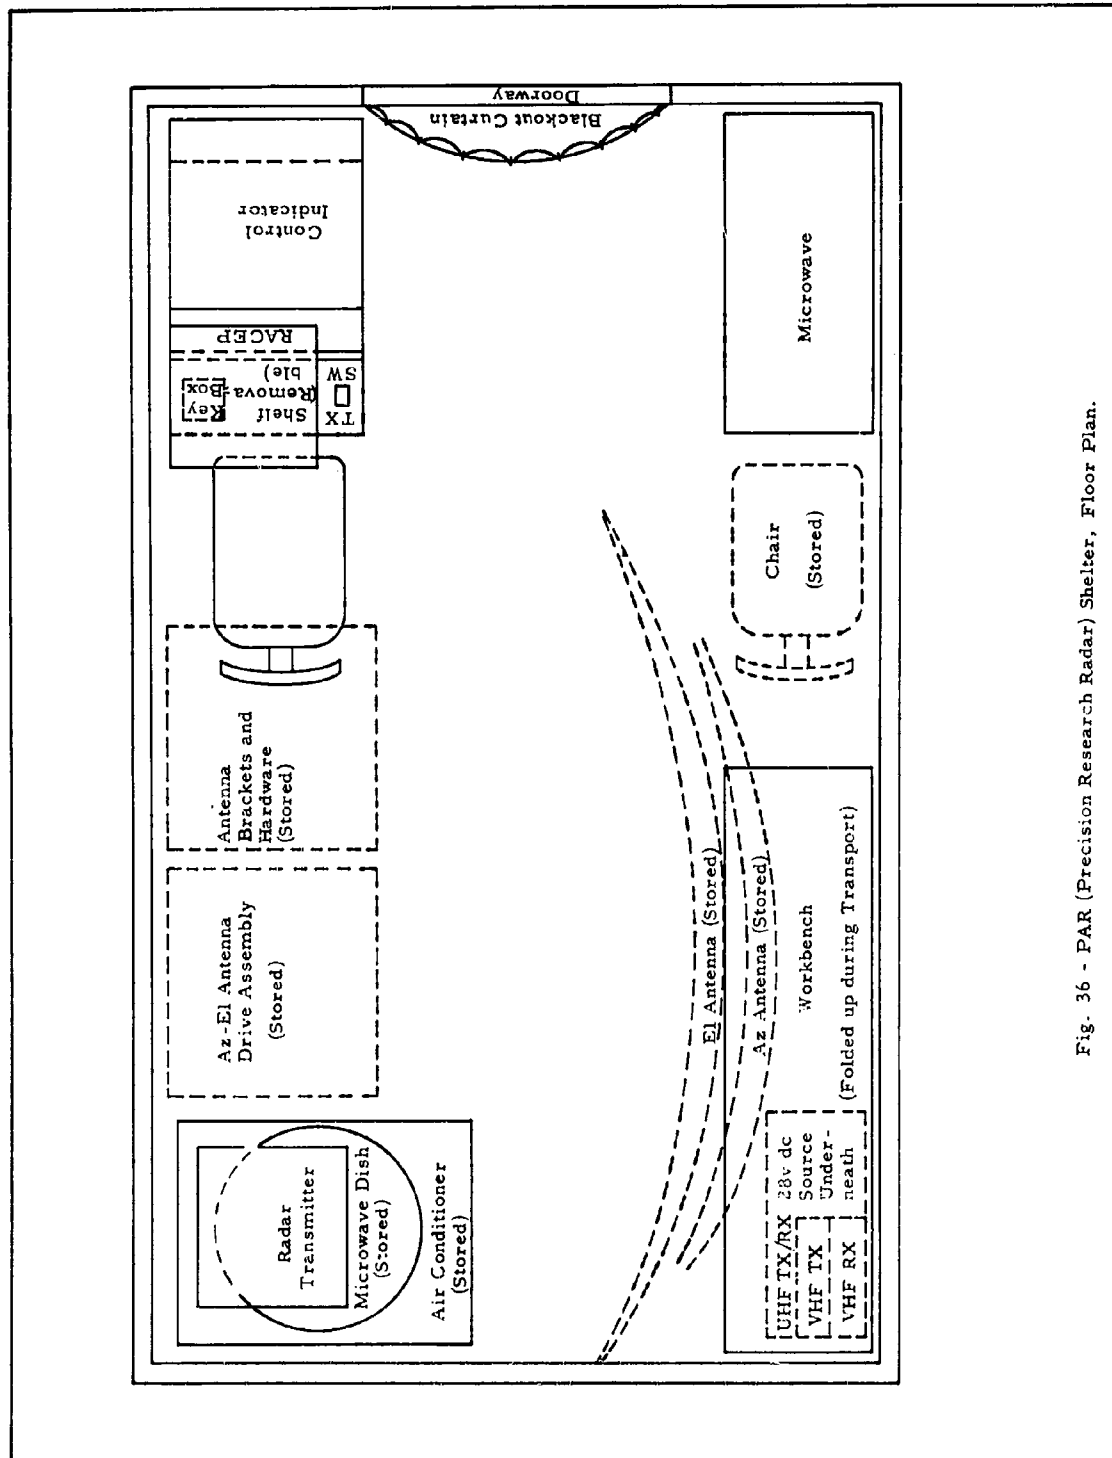 Doorway
Blackout Curtain
Control
Indicator
RACEP
Key
Box
Shelf
(Remova-
ble)
TX
SW
Microwave
Chair
(Stored)
Antenna
Brackets and
Hardware
(Stored)
Az-El Antenna
Drive Assembly
(Stored)
Radar
Transmitter
Microwave Dish
(Stored)
Air Conditioner
(Stored)
El Antenna (Stored)
Az Antenna (Stored)
Workbench
(Folded up during Transport)
28v dc
Source
Under-
neath
UHF TX/RX
VHF TX
VHF RX
Fig. 36 - PAR (Precision Research Radar) Shelter, Floor Plan.